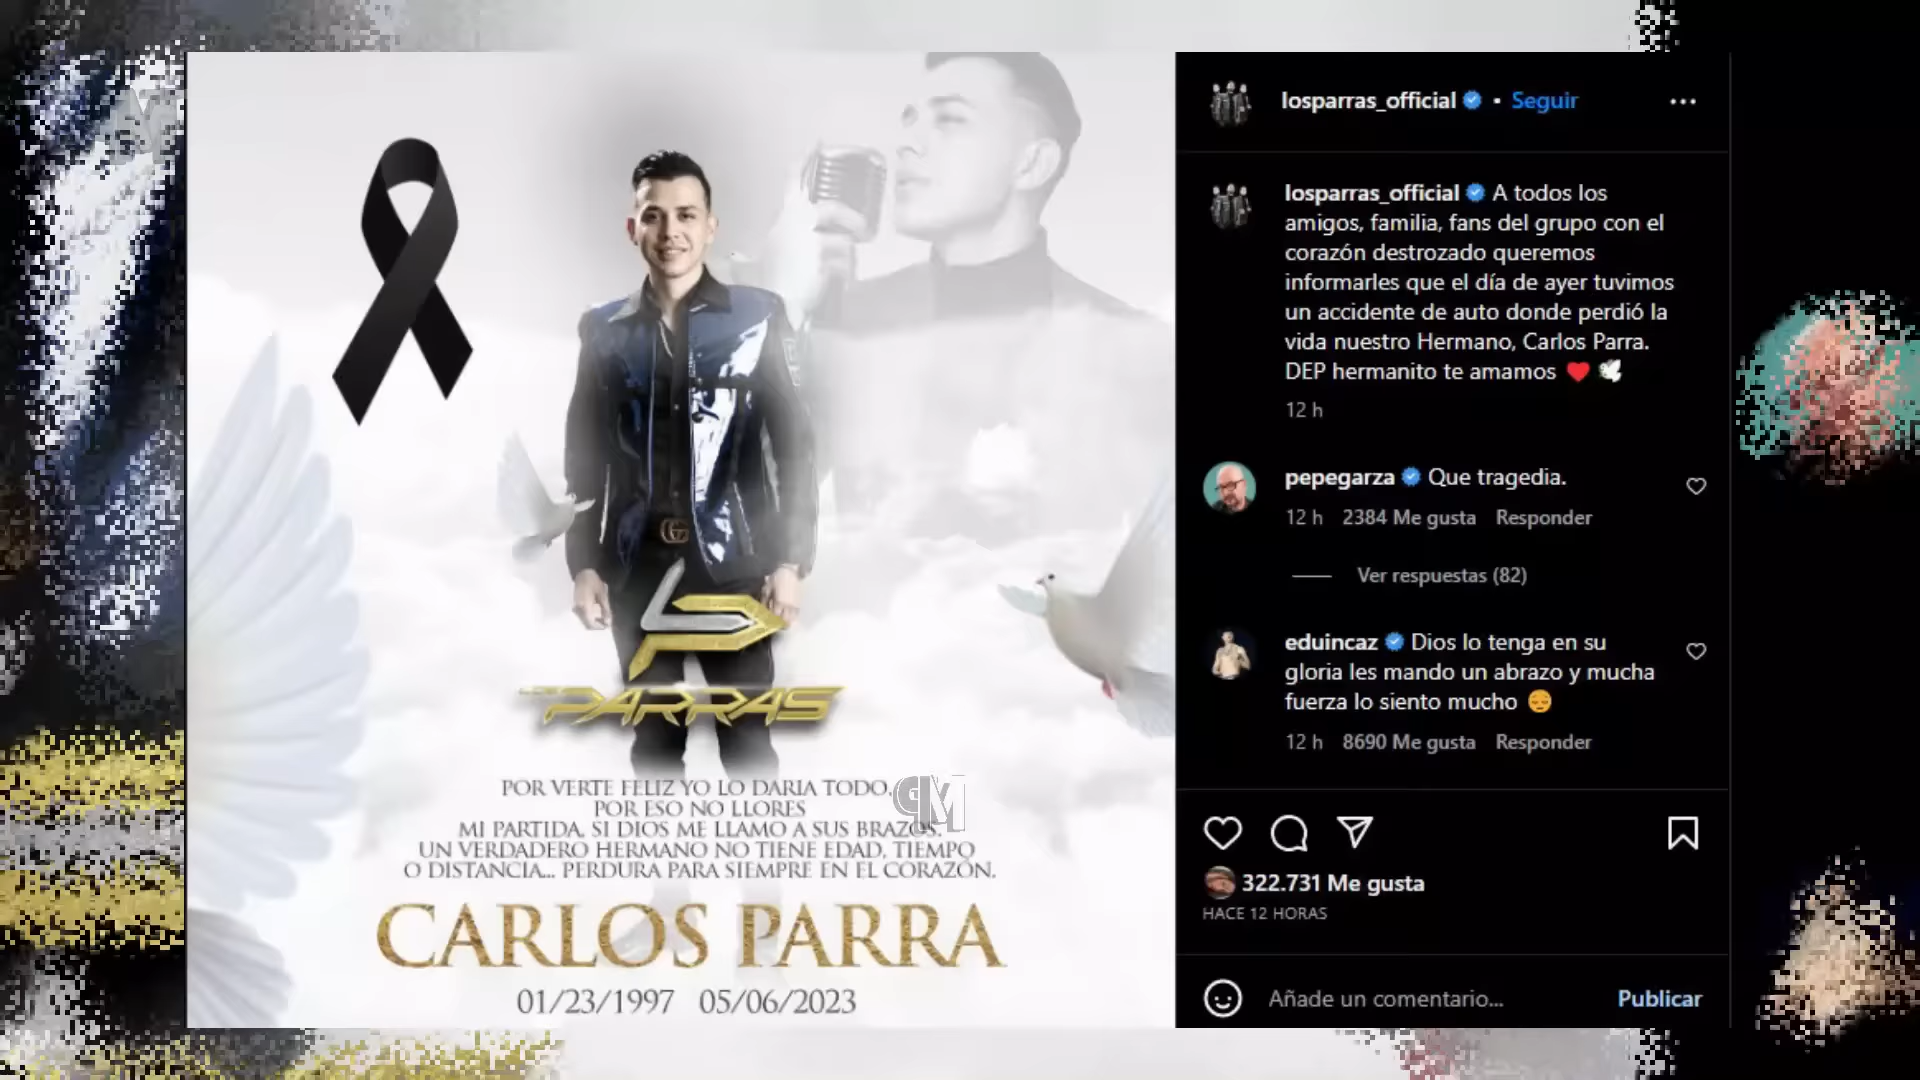 PARRAS
POR VERTE FELIZ YO LO DARIA TODO,
POR ESO NO LLORES
MI PARTIDA, SI DIOS ME LLAMO A SUS BRAZOS.
UN VERDADERO HERMANO NO TIENE EDAD, TIEMPO
O DISTANCIA... PERDURA PARA SIEMPRE EN EL CORAZÓN.
CARLOS PARRA
01/23/1997 05/06/2023
losparras_official • Seguir
losparras_official A todos los
amigos, familia, fans del grupo con el
corazón destrozado queremos
informarles que el día de ayer tuvimos
un accidente de auto donde perdió la
vida nuestro Hermano, Carlos Parra.
DEP hermanito te amamos ❤️ 🕊️
12 h
pepegarza Que tragedia.
12 h 2384 Me gusta Responder
Ver respuestas (82)
eduincaz Dios lo tenga en su
gloria les mando un abrazo y mucha
fuerza lo siento mucho 😔
12 h 8690 Me gusta Responder
322.731 Me gusta
HACE 12 HORAS
Añade un comentario... Publicar